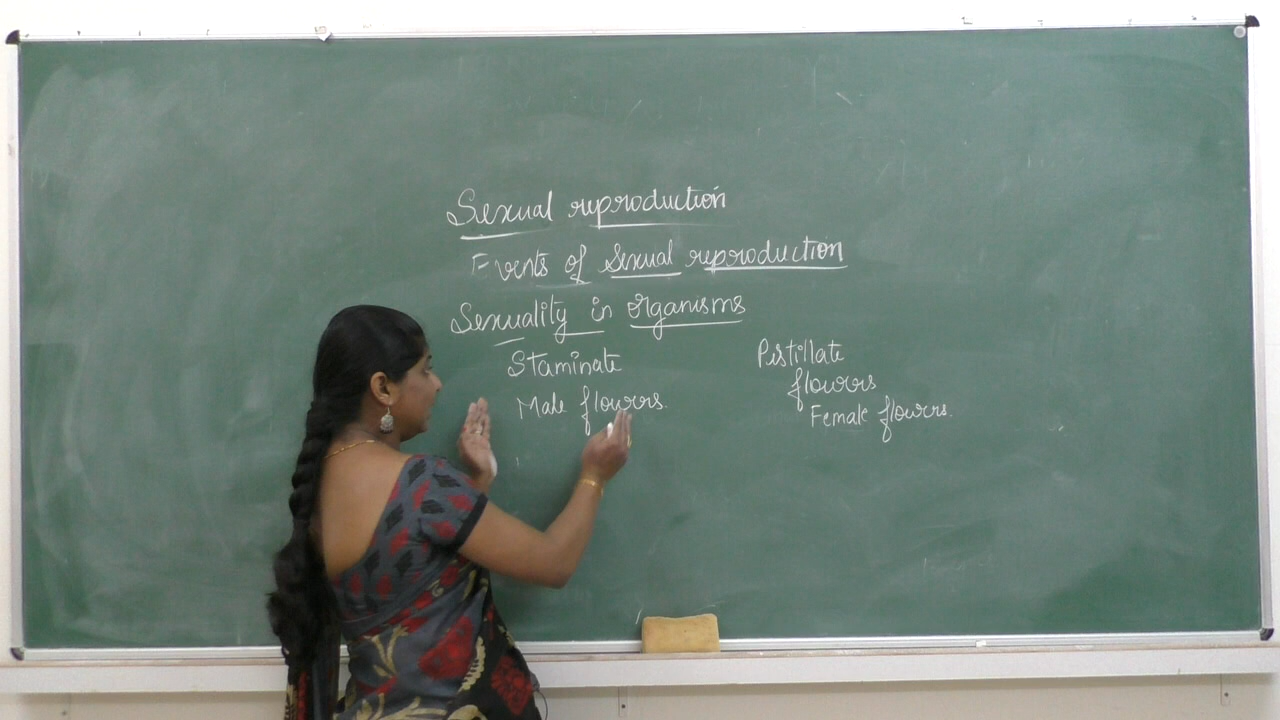 Sexual reproduction
Events of Sexual reproduction
Sexuality in organisms
Staminate
Male flowers.
Pistillate
flowers
Female flowers.